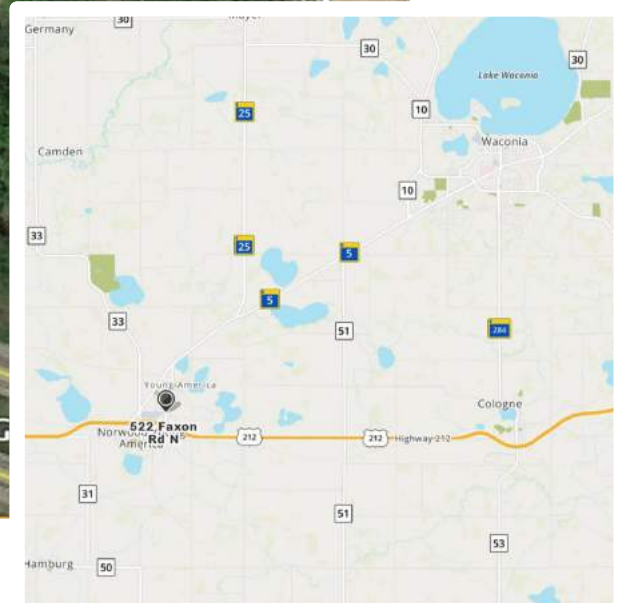 30
Germany
30
30
Lake Waconia
25
10
Waconia
Camden
10
33
25
5
5
33
51
284
Young America
Cologne
522 Faxon
Rd N
Norwood Young
America
212
212
Highway 212
31
51
53
Hamburg
50